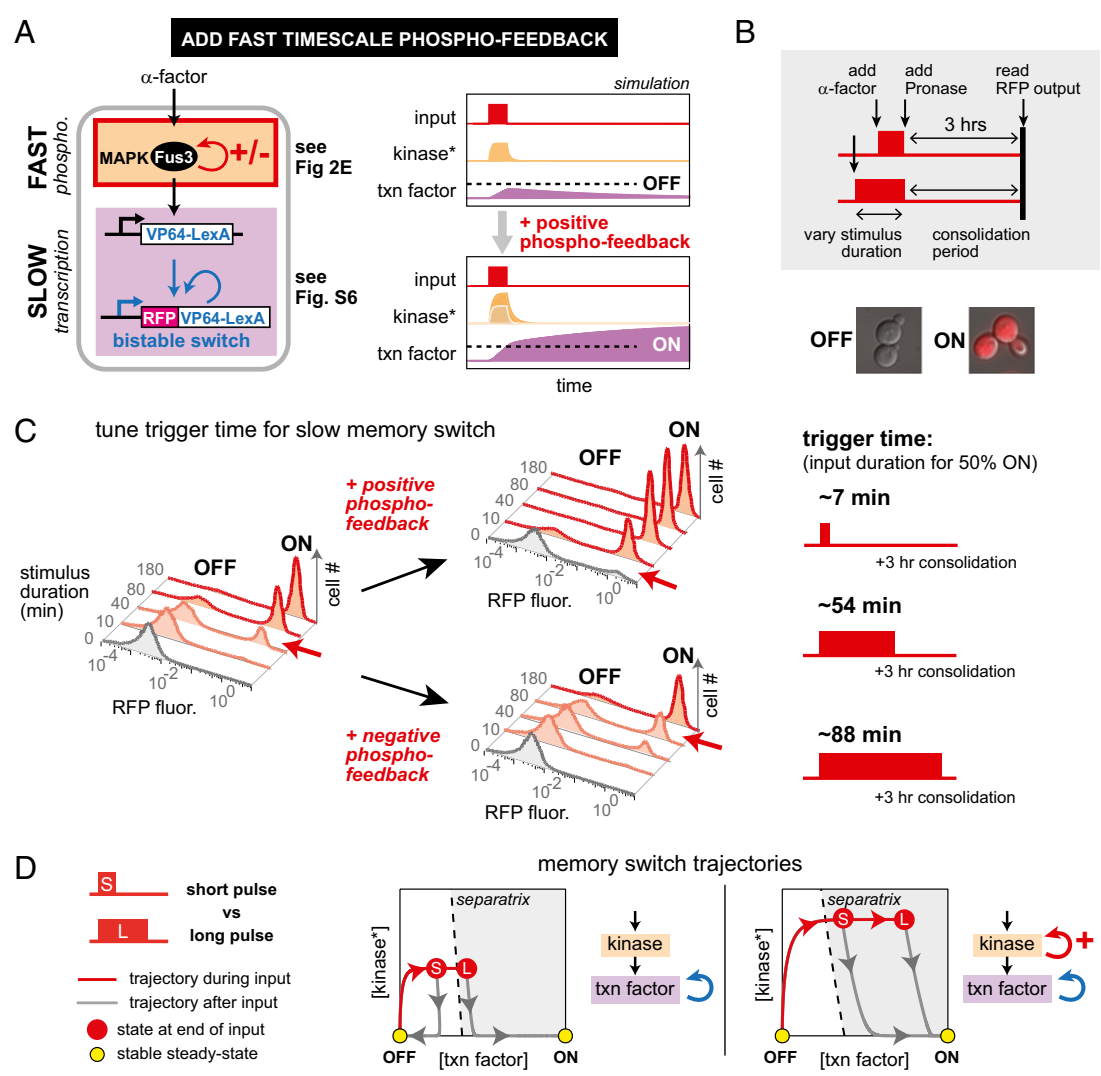 A
ADD FAST TIMESCALE PHOSPHO-FEEDBACK
α-factor
FAST
phospho.
MAPK
Fus3
+/-
see
Fig 2E
SLOW
transcription
VP64-LexA
RFP
VP64-LexA
bistable switch
see
Fig. S6
simulation
input
kinase*
txn factor
OFF
+ positive
phospho-feedback
input
kinase*
txn factor
ON
time
B
add
α-factor
add
Pronase
read
RFP output
3 hrs
vary stimulus
duration
consolidation
period
OFF
ON
C
tune trigger time for slow memory switch
stimulus
duration
(min)
180
80
40
10
0
OFF
ON
cell #
10-4
10-2
100
RFP fluor.
+ positive
phospho-
feedback
180
80
40
10
0
OFF
ON
cell #
10-4
10-2
100
RFP fluor.
+ negative
phospho-
feedback
180
80
40
10
0
OFF
ON
cell #
10-4
10-2
100
RFP fluor.
trigger time:
(input duration for 50% ON)
~7 min
+3 hr consolidation
~54 min
+3 hr consolidation
~88 min
+3 hr consolidation
D
memory switch trajectories
S
short pulse
vs
L
long pulse
trajectory during input
trajectory after input
state at end of input
stable steady-state
separatrix
[kinase*]
S
L
OFF
[txn factor]
ON
kinase
txn factor
separatrix
[kinase*]
S
L
OFF
[txn factor]
ON
kinase
+
txn factor